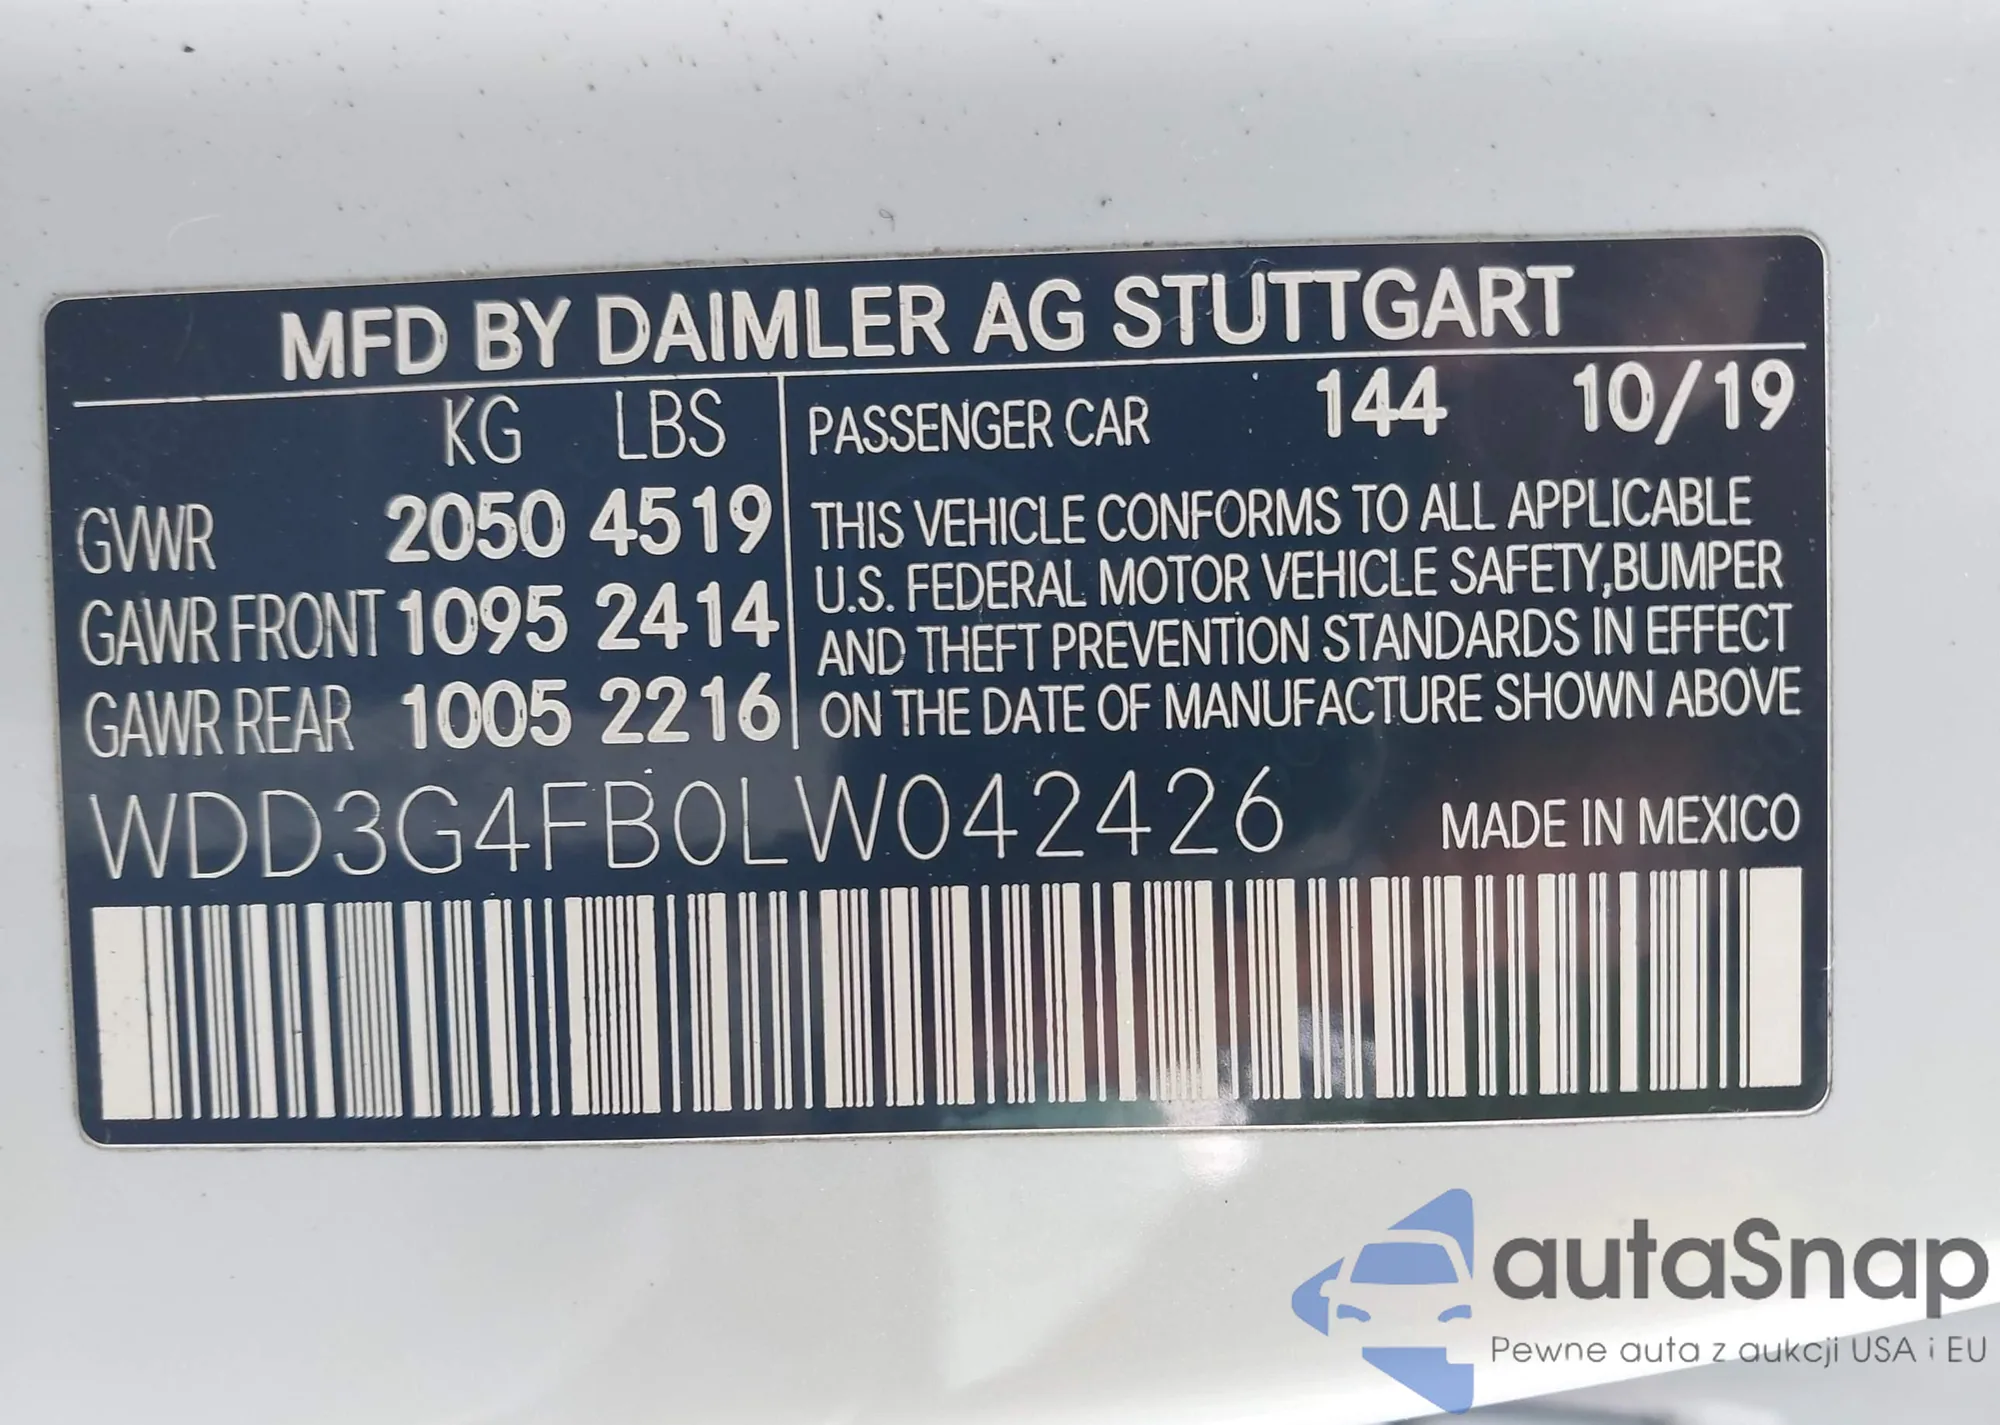 MFD BY DAIMLER AG STUTTGART
KG LBS
GVWR 2050 4519
GAWR FRONT 1095 2414
GAWR REAR 1005 2216
PASSENGER CAR 144 10/19
THIS VEHICLE CONFORMS TO ALL APPLICABLE
U.S. FEDERAL MOTOR VEHICLE SAFETY,BUMPER
AND THEFT PREVENTION STANDARDS IN EFFECT
ON THE DATE OF MANUFACTURE SHOWN ABOVE
WDD3G4FB0LW042426 MADE IN MEXICO
autaSnap
Pewne auta z aukcji USA i EU